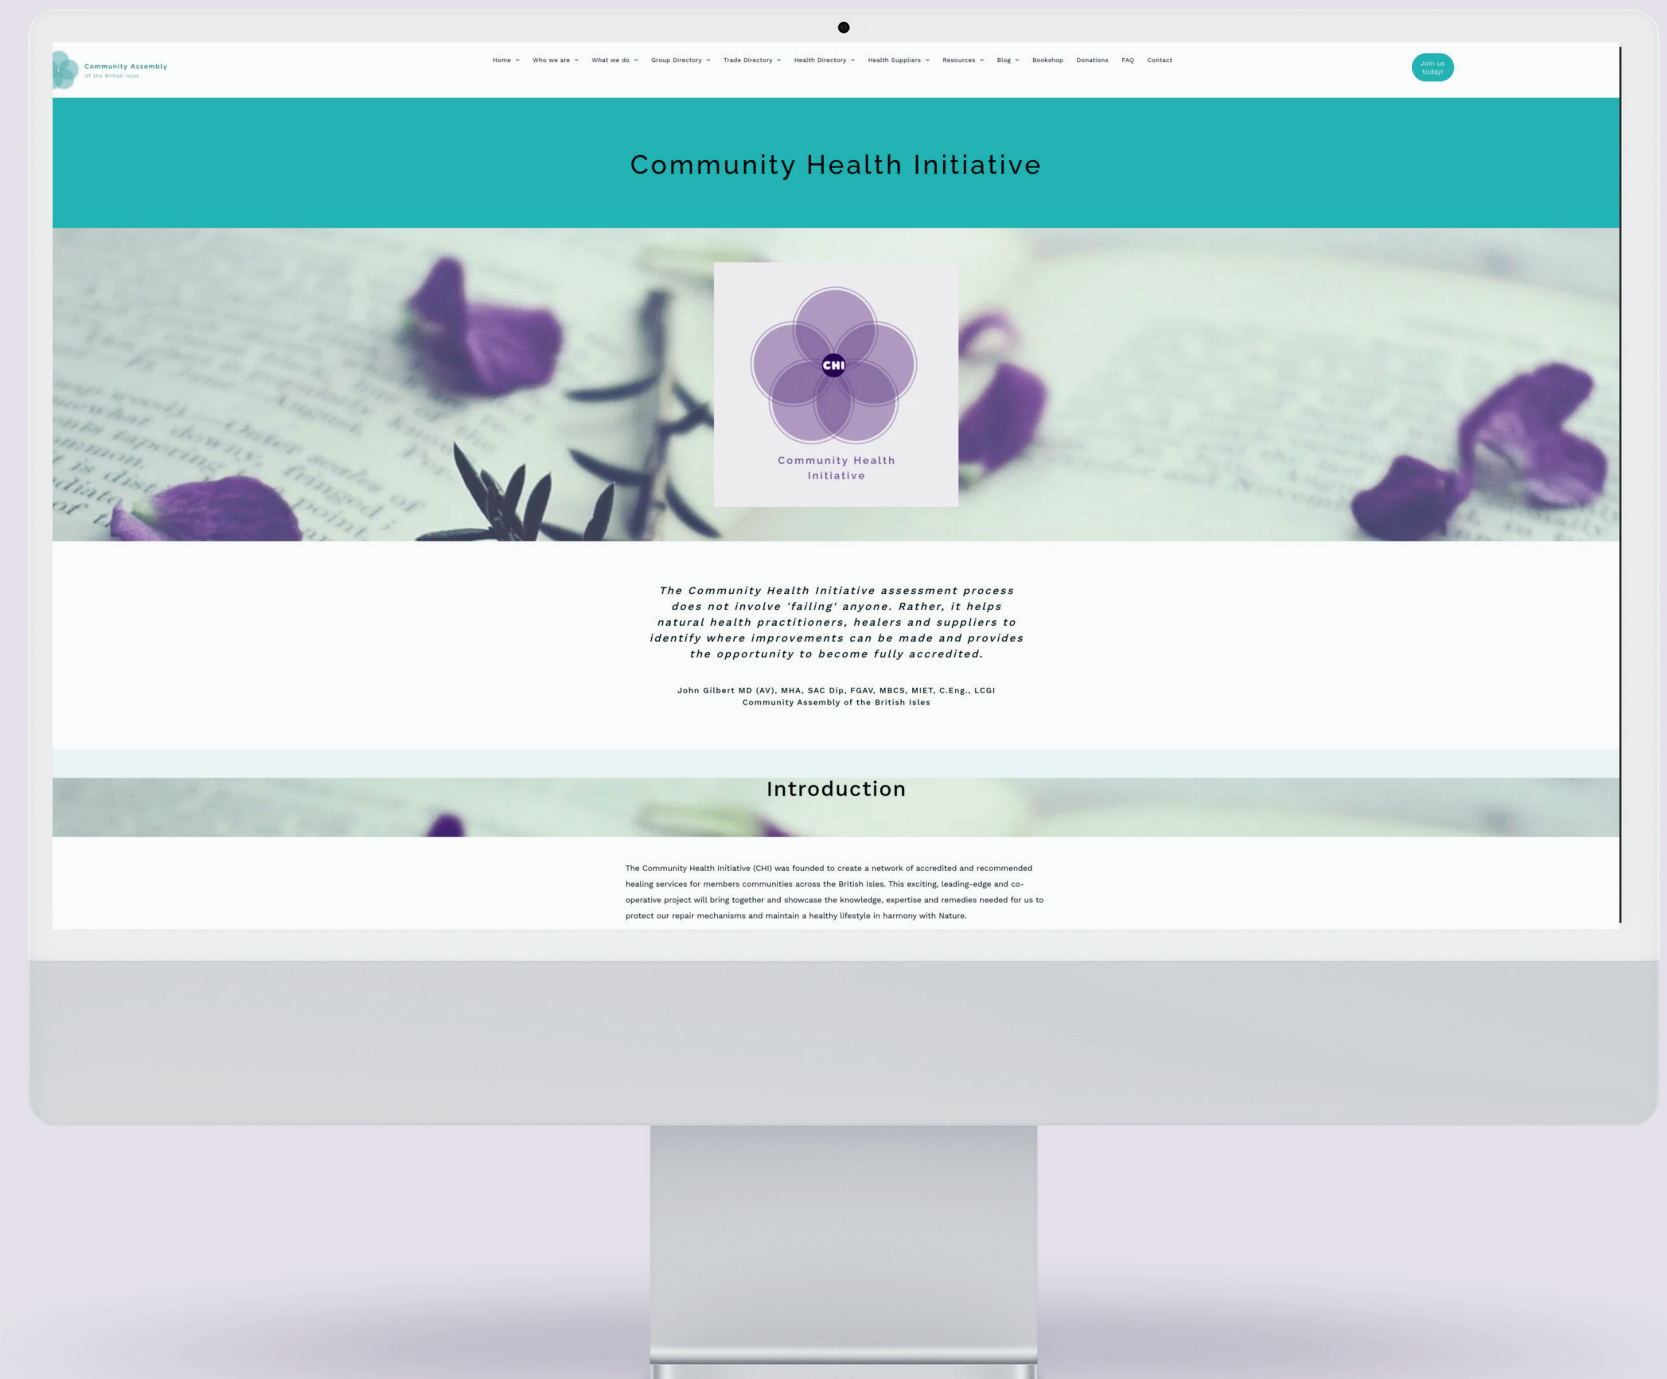 Community Assembly
of the British Isles
Home
Who we are
What we do
Group Directory
Trade Directory
Health Directory
Health Suppliers
Resources
Blog
Bookshop
Donations
FAQ
Contact
Join us
today!
Community Health Initiative
CHI
Community Health
Initiative
The Community Health Initiative assessment process
does not involve 'failing' anyone. Rather, it helps
natural health practitioners, healers and suppliers to
identify where improvements can be made and provides
the opportunity to become fully accredited.
John Gilbert MD (AV), MHA, SAC Dip, FGAV, MBCS, MIET, C.Eng., LCGI
Community Assembly of the British Isles
Introduction
The Community Health Initiative (CHI) was founded to create a network of accredited and recommended
healing services for members communities across the British Isles. This exciting, leading-edge and co-
operative project will bring together and showcase the knowledge, expertise and remedies needed for us to
protect our repair mechanisms and maintain a healthy lifestyle in harmony with Nature.